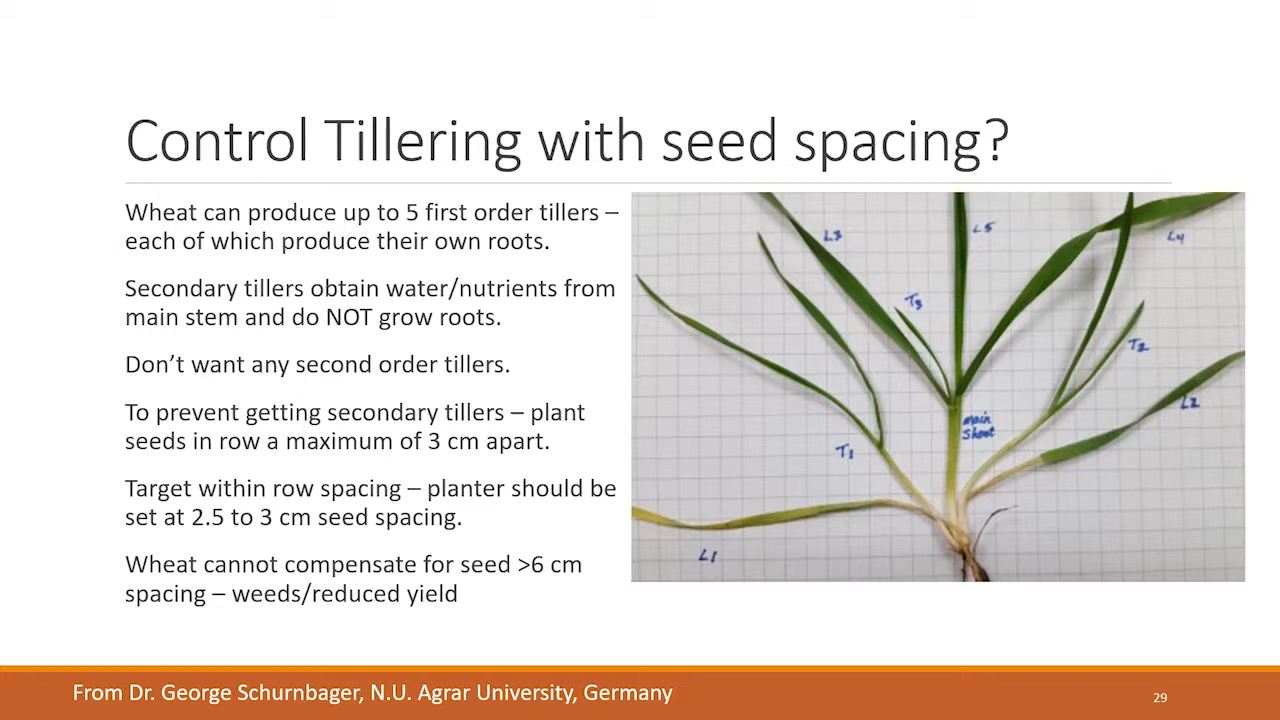 Control Tillering with seed spacing?
Wheat can produce up to 5 first order tillers –
each of which produce their own roots.
Secondary tillers obtain water/nutrients from
main stem and do NOT grow roots.
Don’t want any second order tillers.
To prevent getting secondary tillers – plant
seeds in row a maximum of 3 cm apart.
Target within row spacing – planter should be
set at 2.5 to 3 cm seed spacing.
Wheat cannot compensate for seed >6 cm
spacing – weeds/reduced yield
L3
L5
L4
T3
T2
L2
main
Shoot
T1
L1
From Dr. George Schurnbager, N.U. Agrar University, Germany
29